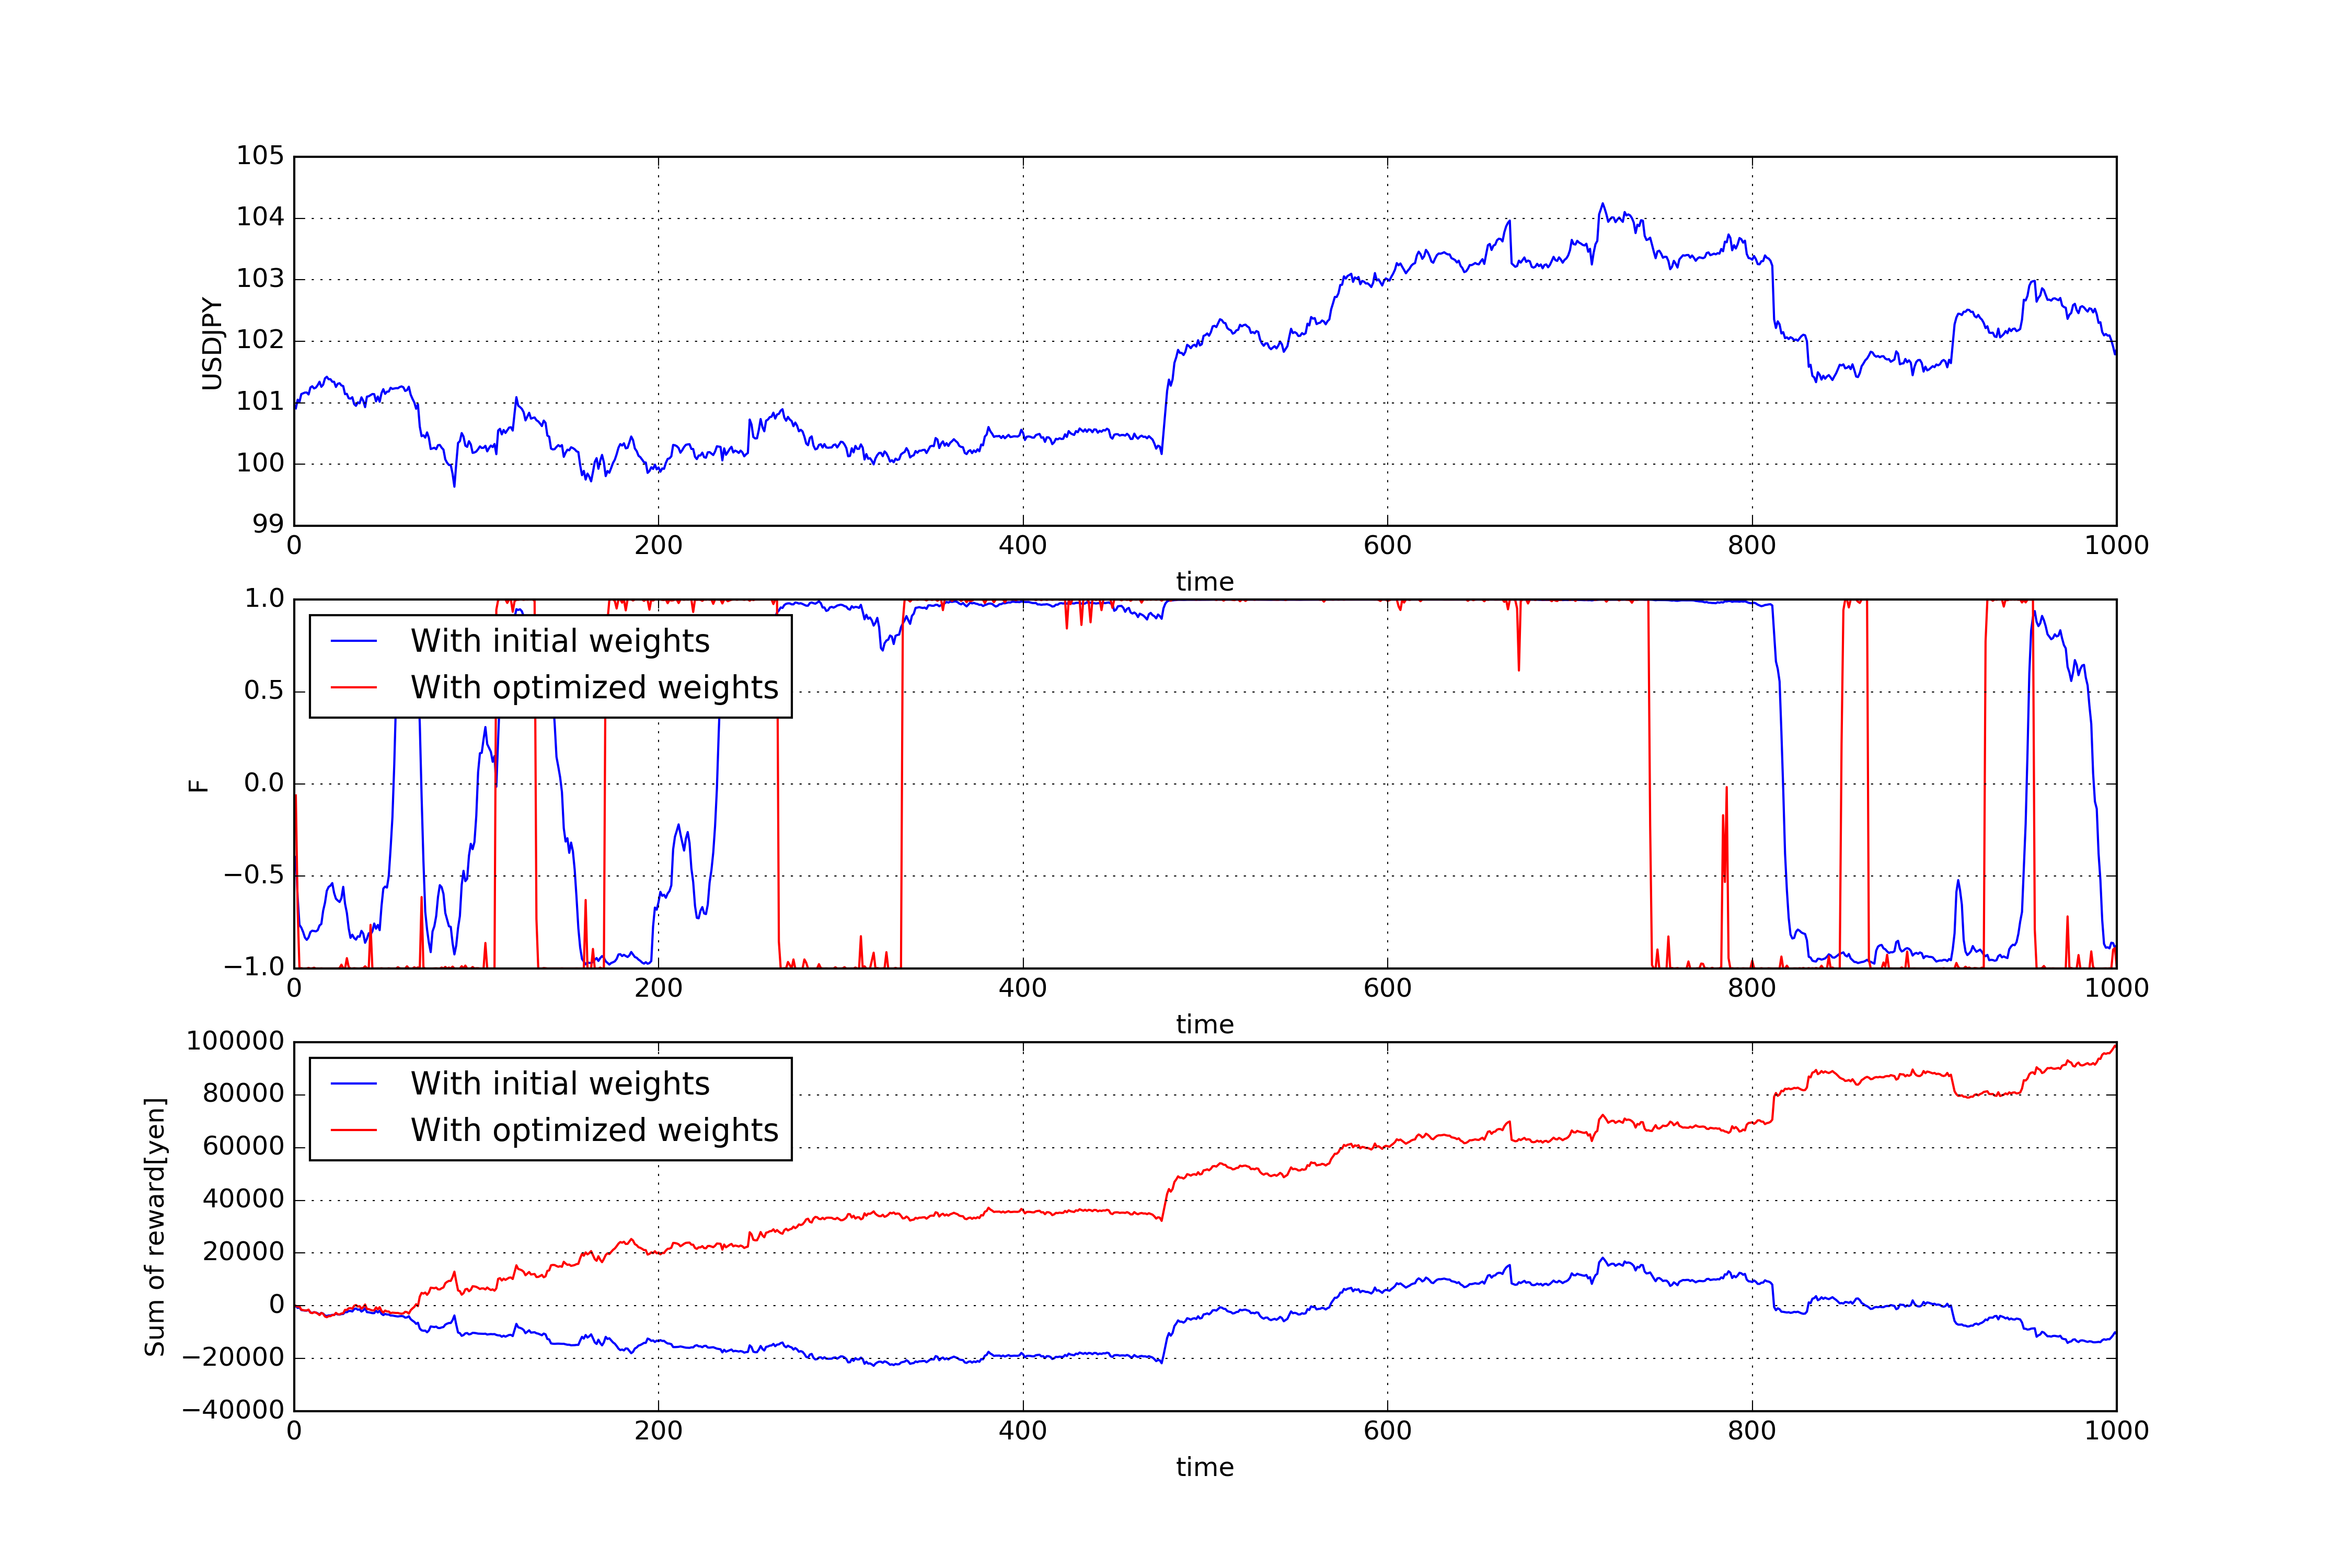 105
104
103
102
101
100
99
USDJPY
0 200 400 600 800 1000
time
1.0
0.5
0.0
−0.5
−1.0
F
With initial weights
With optimized weights
0 200 400 600 800 1000
time
100000
80000
60000
40000
20000
0
−20000
−40000
Sum of reward[yen]
With initial weights
With optimized weights
0 200 400 600 800 1000
time